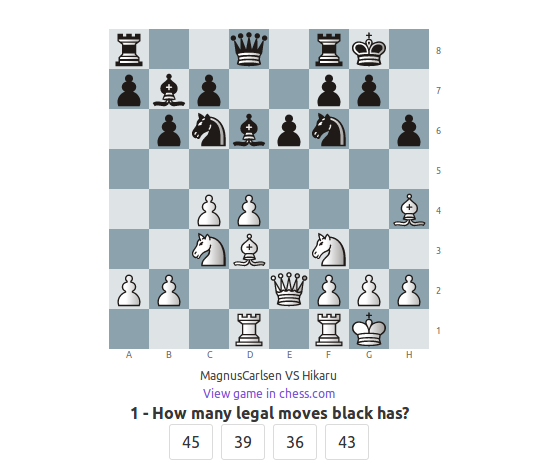 8
7
6
5
4
3
2
1
A B C D E F G H
MagnusCarlsen VS Hikaru
View game in chess.com
1 - How many legal moves black has?
45 39 36 43